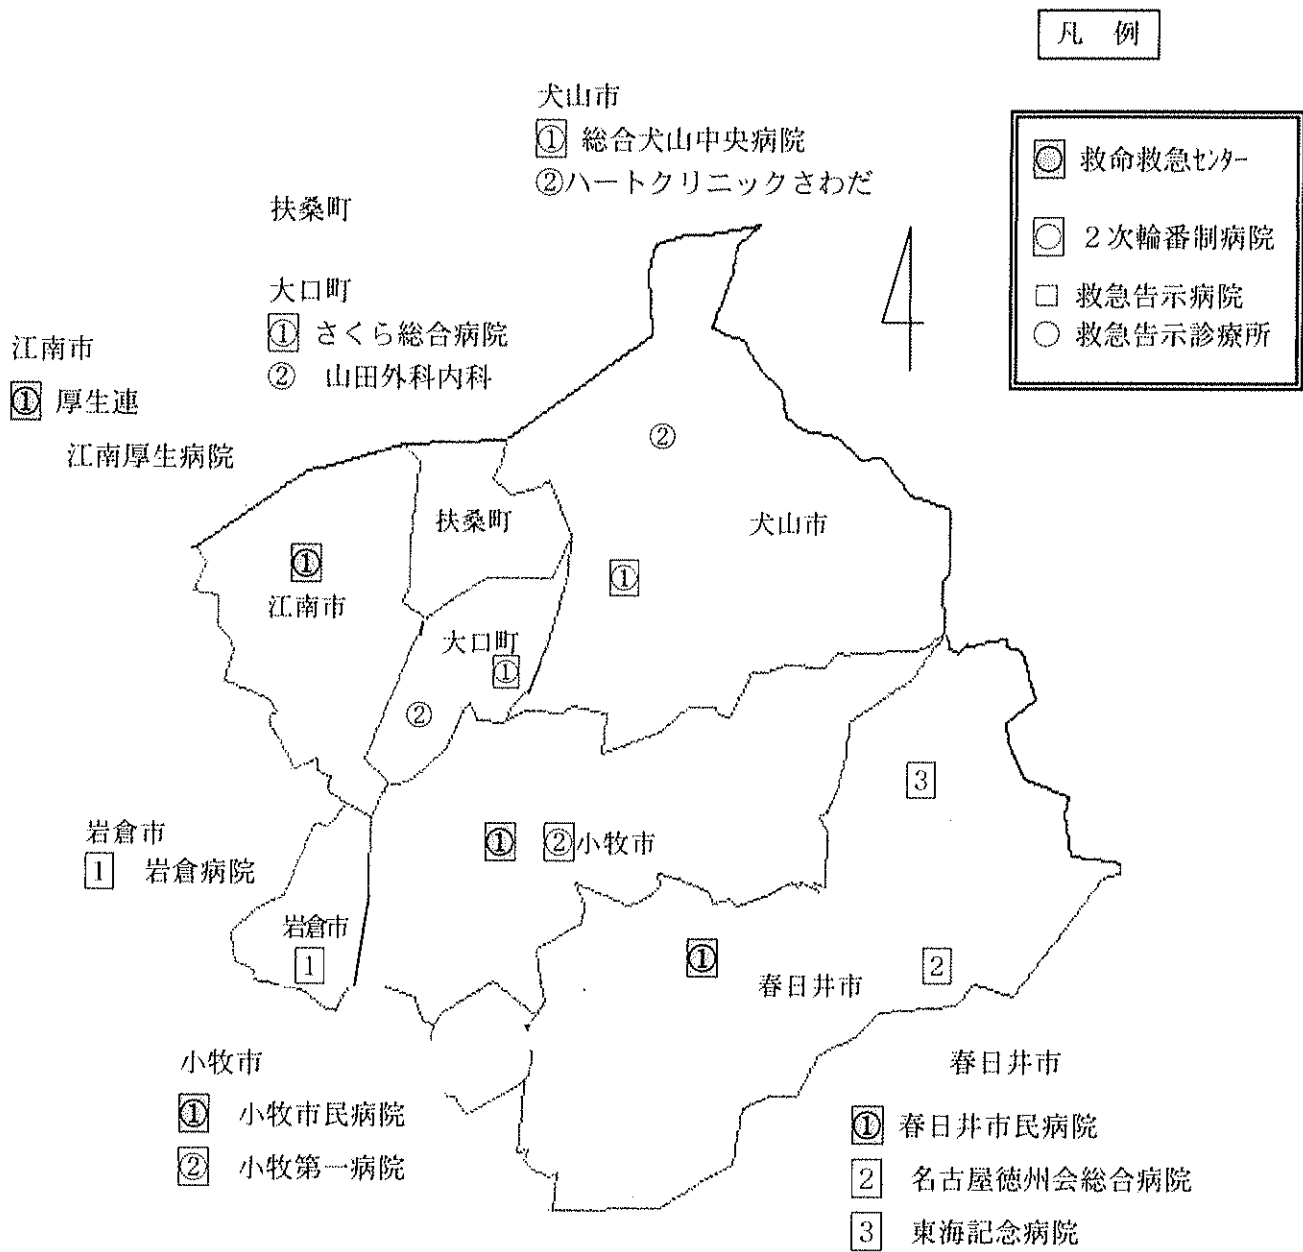 凡 例
救命救急センター
2次輪番制病院
□ 救急告示病院
○ 救急告示診療所
犬山市
① 総合犬山中央病院
②ハートクリニックさわだ
扶桑町
大口町
① さくら総合病院
② 山田外科内科
江南市
① 厚生連
江南厚生病院
②
扶桑町
犬山市
①
①
江南市
大口町
①
②
3
岩倉市
1 岩倉病院
① ②小牧市
岩倉市
1
①
春日井市
2
小牧市
① 小牧市民病院
② 小牧第一病院
春日井市
① 春日井市民病院
2 名古屋徳州会総合病院
3 東海記念病院